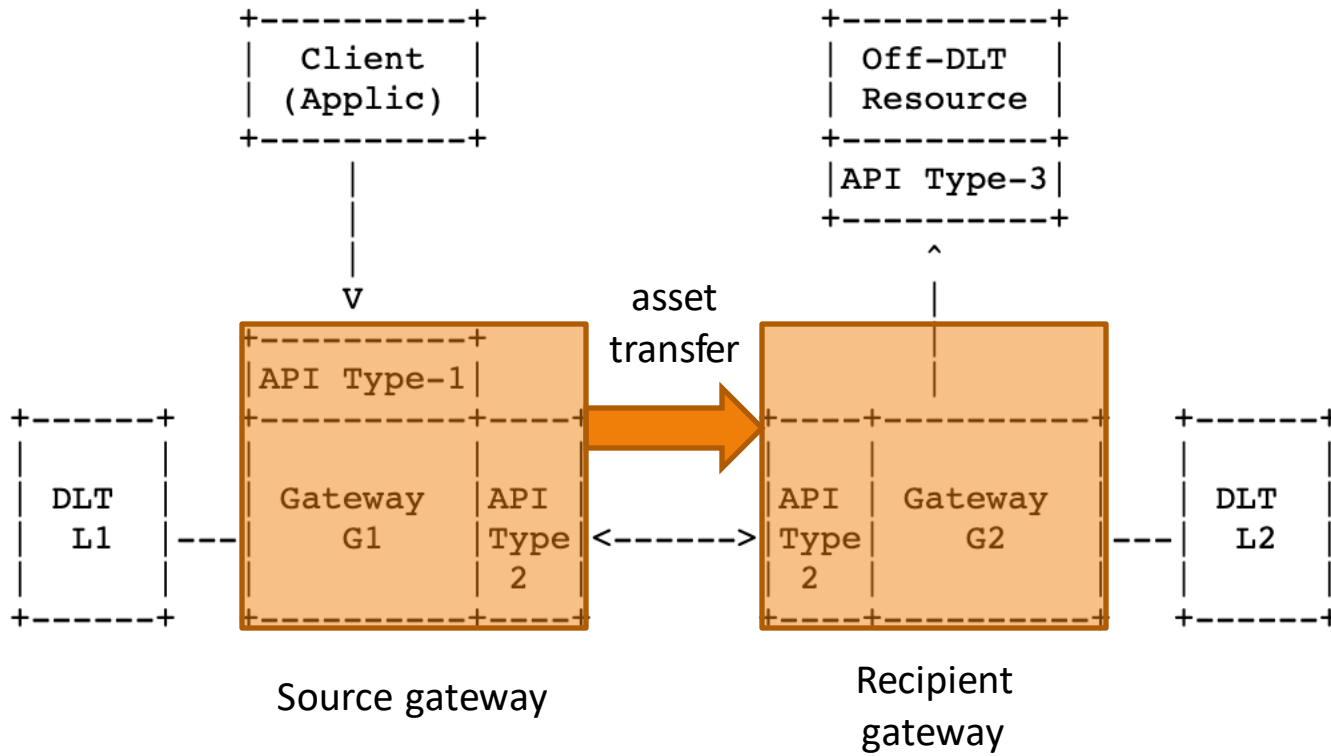 Client
(Applic)
Off-DLT
Resource
API Type-3
asset
transfer
API Type-1
DLT
L1
Gateway
G1
API
Type
2
API
Type
2
Gateway
G2
DLT
L2
Source gateway
Recipient
gateway